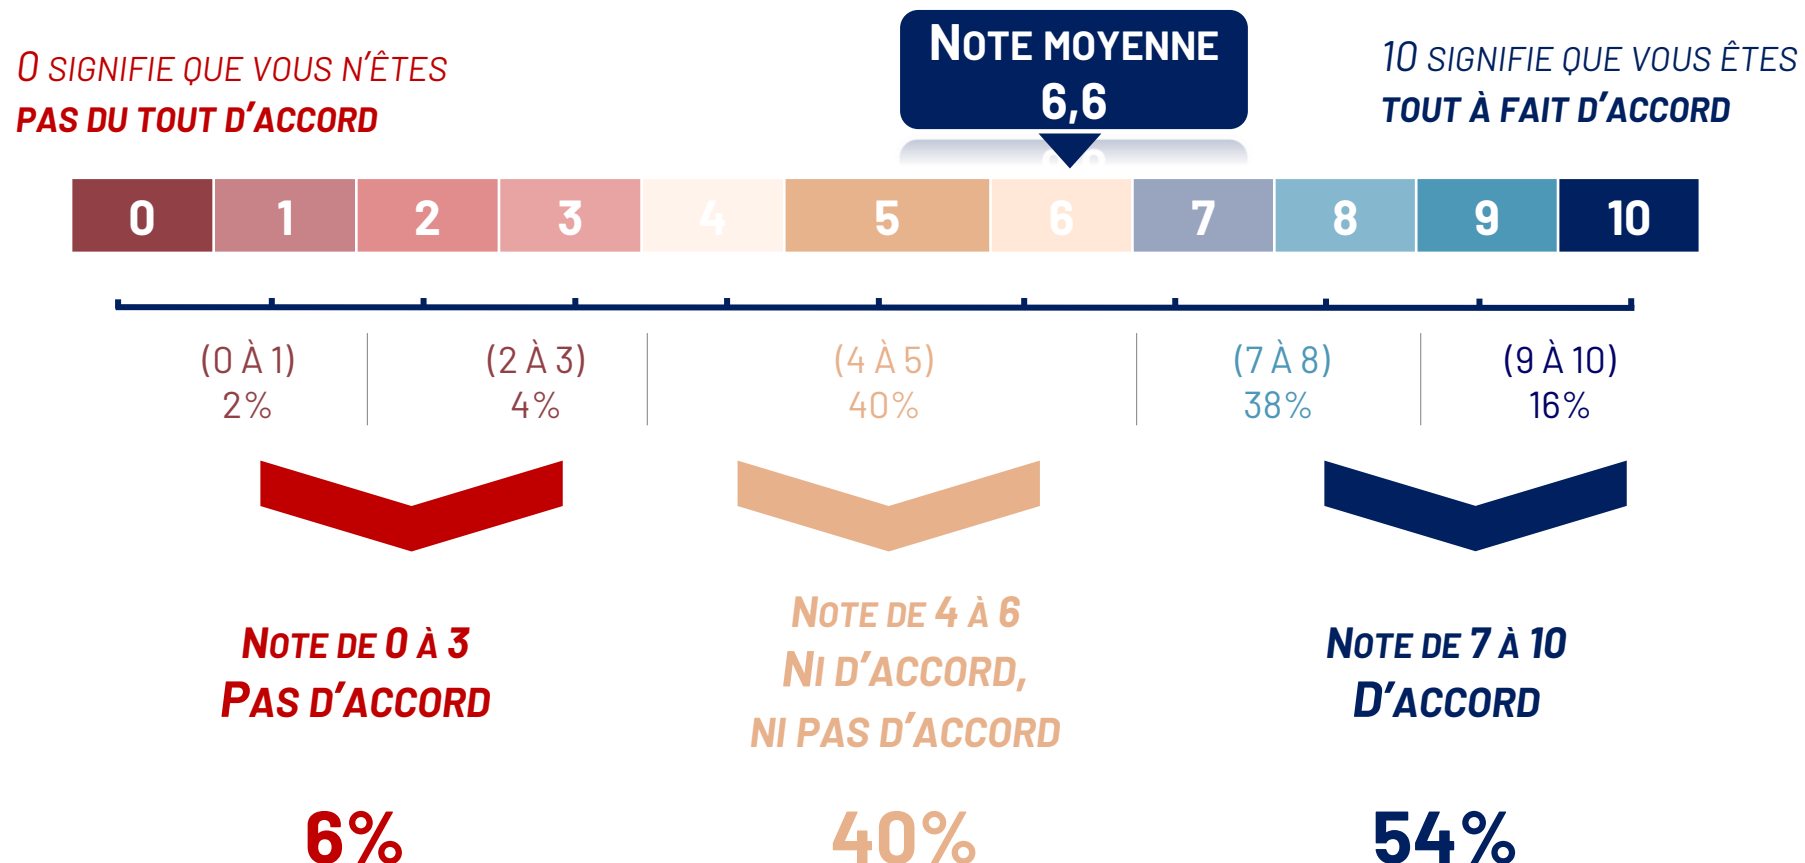 0 SIGNIFIE QUE VOUS N'ÊTES
PAS DU TOUT D'ACCORD
NOTE MOYENNE
6,6
10 SIGNIFIE QUE VOUS ÊTES
TOUT À FAIT D'ACCORD
0 1 2 3 4 5 6 7 8 9 10
(0 À 1) (2 À 3) (4 À 5) (7 À 8) (9 À 10)
2% 4% 40% 38% 16%
NOTE DE 0 À 3
PAS D'ACCORD
NOTE DE 4 À 6
NI D'ACCORD,
NI PAS D'ACCORD
NOTE DE 7 À 10
D'ACCORD
6% 40% 54%